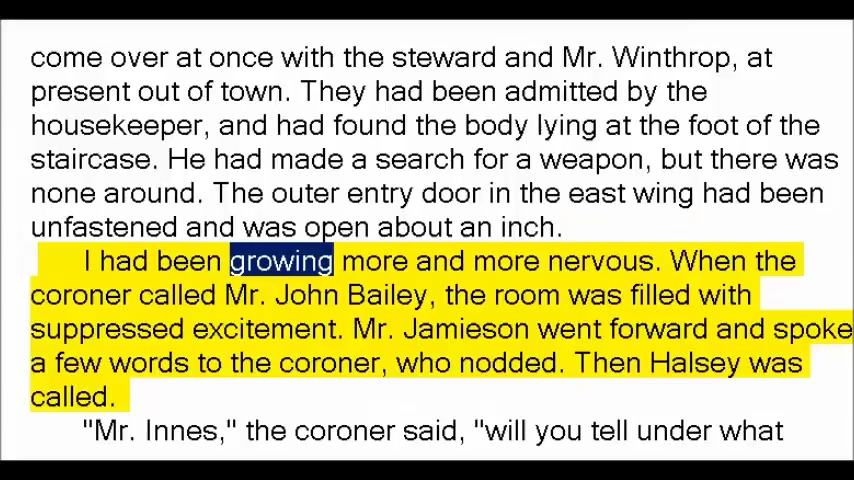 come over at once with the steward and Mr. Winthrop, at
present out of town. They had been admitted by the
housekeeper, and had found the body lying at the foot of the
staircase. He had made a search for a weapon, but there was
none around. The outer entry door in the east wing had been
unfastened and was open about an inch.
I had been growing more and more nervous. When the
coroner called Mr. John Bailey, the room was filled with
suppressed excitement. Mr. Jamieson went forward and spoke
a few words to the coroner, who nodded. Then Halsey was
called.
"Mr. Innes," the coroner said, "will you tell under what